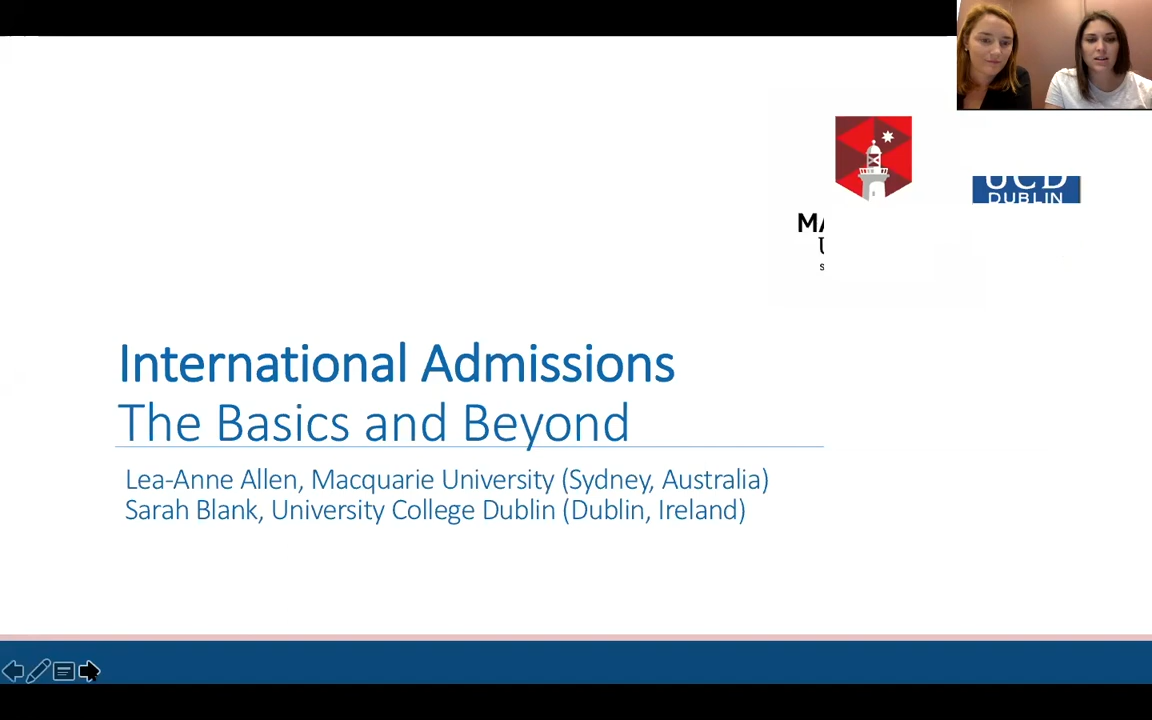 UCD
DUBLIN
International Admissions
The Basics and Beyond
Lea-Anne Allen, Macquarie University (Sydney, Australia)
Sarah Blank, University College Dublin (Dublin, Ireland)